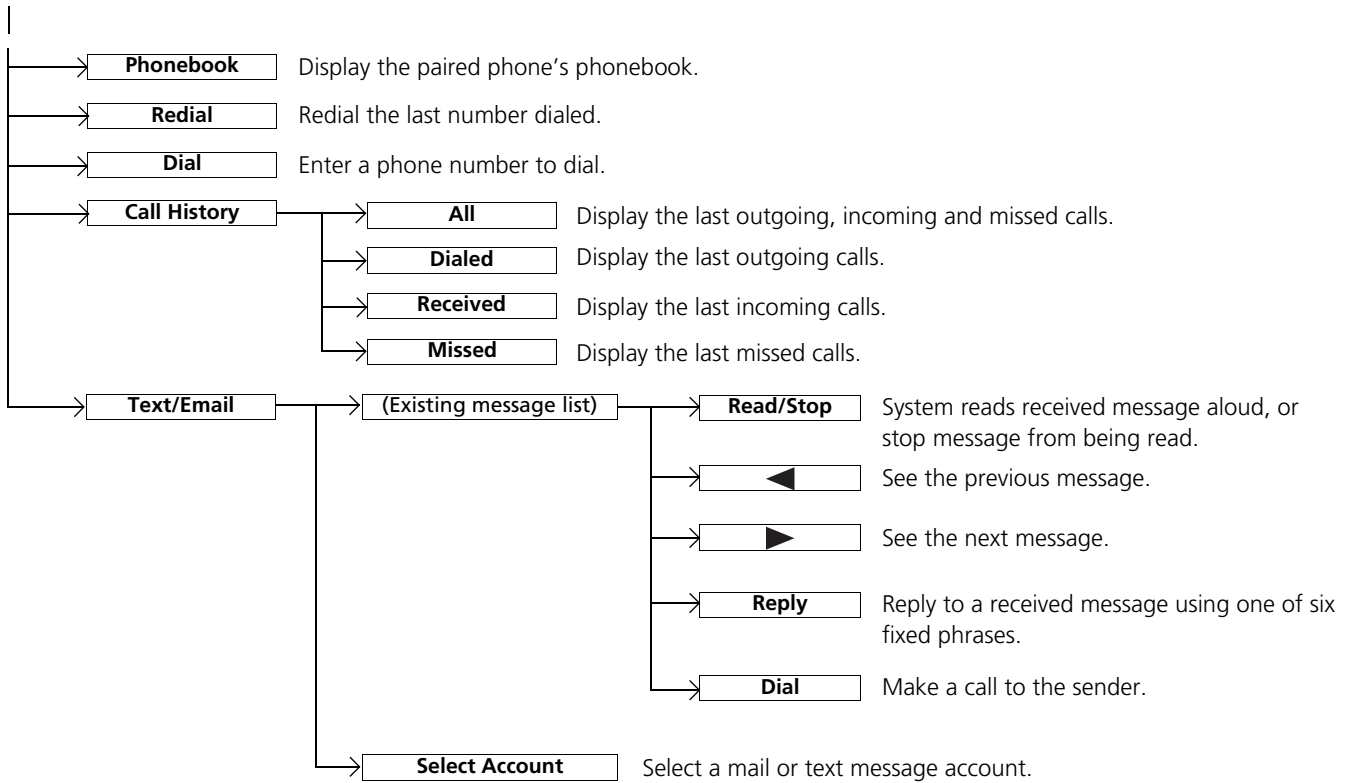 Phonebook Display the paired phone's phonebook.
Redial Redial the last number dialed.
Dial Enter a phone number to dial.
Call History All Display the last outgoing, incoming and missed calls.
Dialed Display the last outgoing calls.
Received Display the last incoming calls.
Missed Display the last missed calls.
Text/Email (Existing message list) Read/Stop System reads received message aloud, or
stop message from being read.
◀ See the previous message.
▶ See the next message.
Reply Reply to a received message using one of six
fixed phrases.
Dial Make a call to the sender.
Select Account Select a mail or text message account.